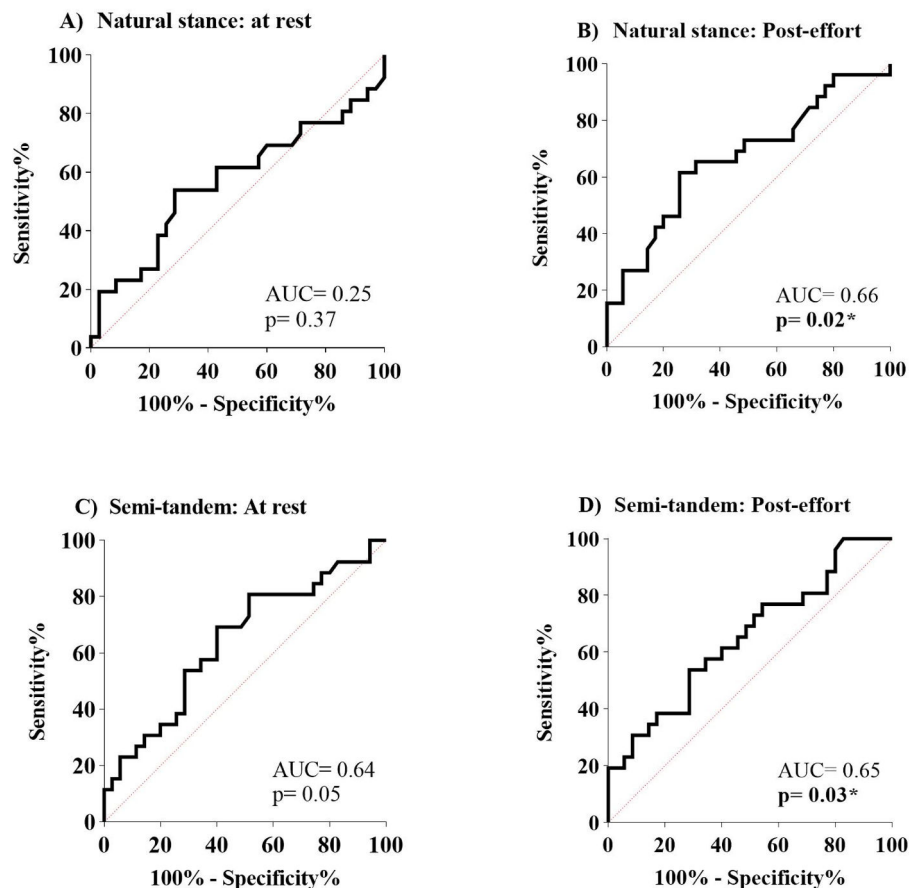 A) Natural stance: at rest
100
80
60
40
20
0
Sensitivity%
AUC= 0.25
p= 0.37
0 20 40 60 80 100
100% - Specificity%
B) Natural stance: Post-effort
100
80
60
40
20
0
Sensitivity%
AUC= 0.66
p= 0.02*
0 20 40 60 80 100
100% - Specificity%
C) Semi-tandem: At rest
100
80
60
40
20
0
Sensitivity%
AUC= 0.64
p= 0.05
0 20 40 60 80 100
100% - Specificity%
D) Semi-tandem: Post-effort
100
80
60
40
20
0
Sensitivity%
AUC= 0.65
p= 0.03*
0 20 40 60 80 100
100% - Specificity%